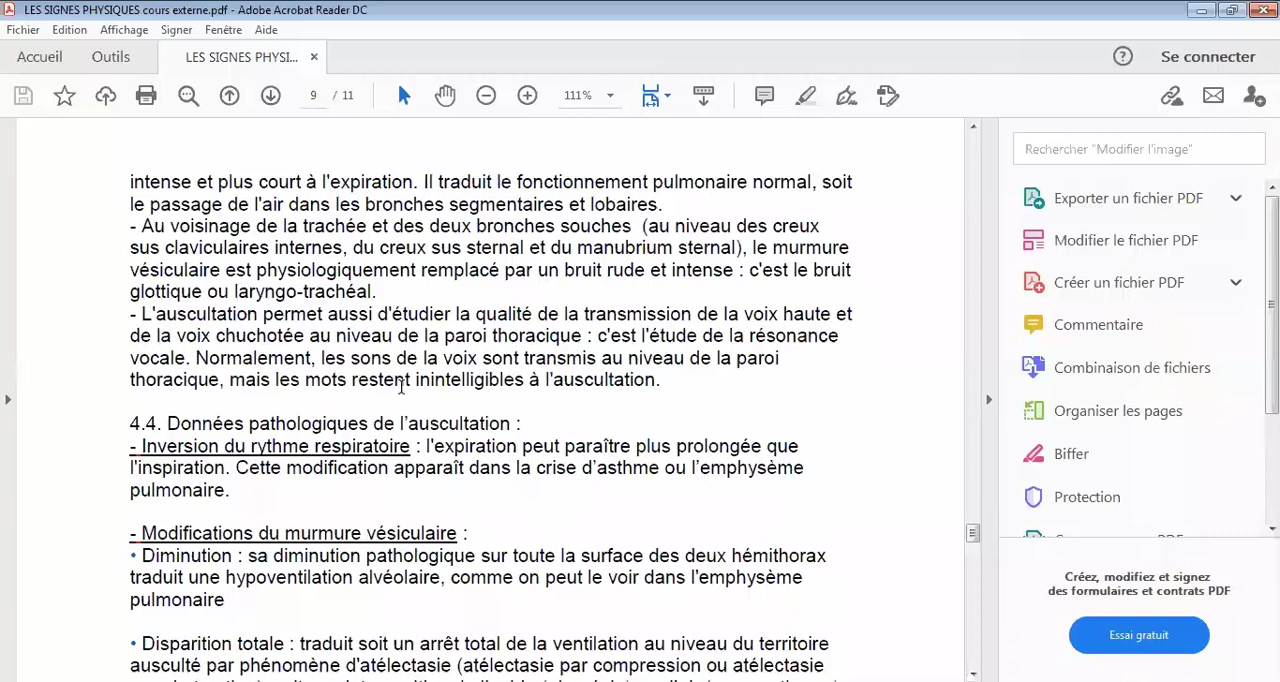 LES SIGNES PHYSIQUES cours externe.pdf - Adobe Acrobat Reader DC
Fichier Edition Affichage Signer Fenêtre Aide
Accueil Outils LES SIGNES PHYSI... × ? Se connecter
9 / 11 111%
intense et plus court à l'expiration. Il traduit le fonctionnement pulmonaire normal, soit
le passage de l'air dans les bronches segmentaires et lobaires.
- Au voisinage de la trachée et des deux bronches souches (au niveau des creux
sus claviculaires internes, du creux sus sternal et du manubrium sternal), le murmure
vésiculaire est physiologiquement remplacé par un bruit rude et intense : c'est le bruit
glottique ou laryngo-trachéal.
- L'auscultation permet aussi d'étudier la qualité de la transmission de la voix haute et
de la voix chuchotée au niveau de la paroi thoracique : c'est l'étude de la résonance
vocale. Normalement, les sons de la voix sont transmis au niveau de la paroi
thoracique, mais les mots restent inintelligibles à l'auscultation.
4.4. Données pathologiques de l’auscultation :
- Inversion du rythme respiratoire : l'expiration peut paraître plus prolongée que
l'inspiration. Cette modification apparaît dans la crise d’asthme ou l’emphysème
pulmonaire.
- Modifications du murmure vésiculaire :
• Diminution : sa diminution pathologique sur toute la surface des deux hémithorax
traduit une hypoventilation alvéolaire, comme on peut le voir dans l'emphysème
pulmonaire
• Disparition totale : traduit soit un arrêt total de la ventilation au niveau du territoire
ausculté par phénomène d'atélectasie (atélectasie par compression ou atélectasie
Rechercher "Modifier l'image"
Exporter un fichier PDF
Modifier le fichier PDF
Créer un fichier PDF
Commentaire
Combinaison de fichiers
Organiser les pages
Biffer
Protection
Créez, modifiez et signez
des formulaires et contrats PDF
Essai gratuit